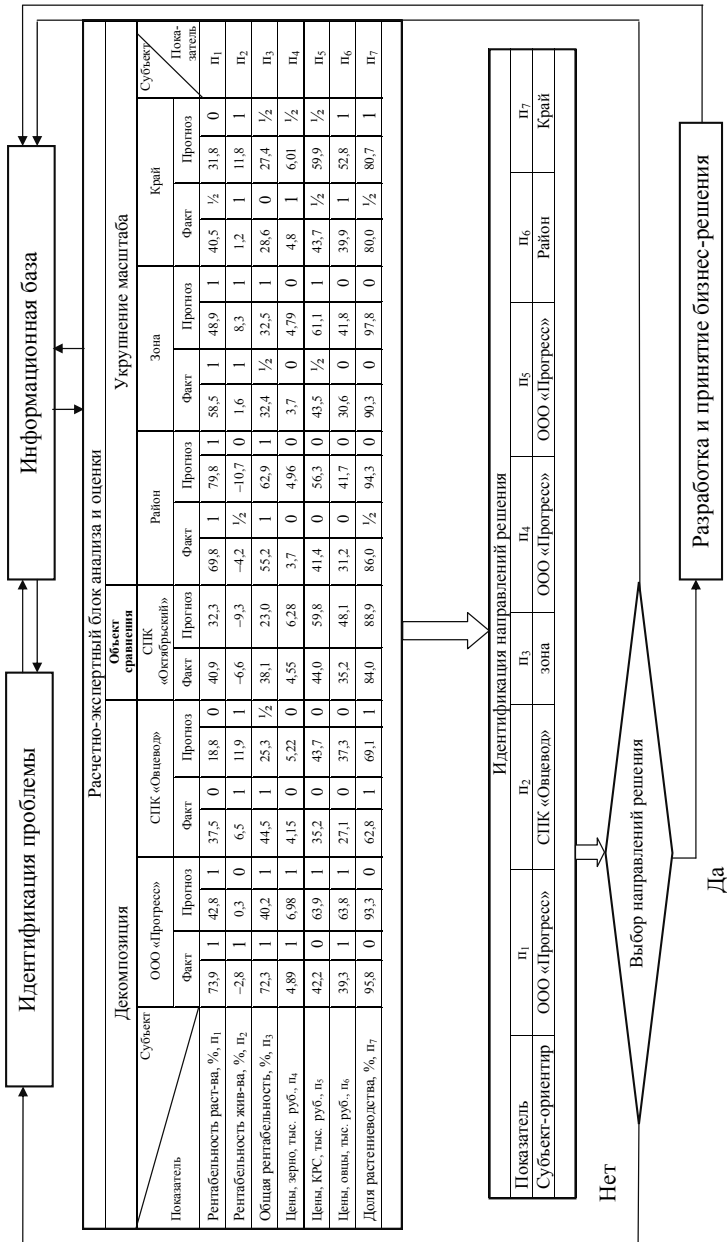 Идентификация проблемы Информационная база
Расчетно-экспертный блок анализа и оценки
Декомпозиция Объект сравнения Укрупнение масштаба
Субъект Показатель ООО «Прогресс» СПК «Овцевод» СПК «Октябрьский» Район Зона Край Субъект Пока-затель
Факт Прогноз Факт Прогноз Факт Прогноз Факт Прогноз Факт Прогноз Факт Прогноз
Рентабельность раст-ва, %, п₁ 73,9 1 42,8 1 37,5 0 18,8 0 40,9 32,3 69,8 1 79,8 1 58,5 1 48,9 1 40,5 ½ 31,8 0 п₁
Рентабельность жив-ва, %, п₂ –2,8 1 0,3 0 6,5 1 11,9 1 –6,6 –9,3 –4,2 ½ –10,7 0 1,6 1 8,3 1 1,2 1 11,8 1 п₂
Общая рентабельность, %, п₃ 72,3 1 40,2 1 44,5 1 25,3 ½ 38,1 23,0 55,2 1 62,9 1 32,4 ½ 32,5 1 28,6 0 27,4 ½ п₃
Цены, зерно, тыс. руб., п₄ 4,89 1 6,98 1 4,15 0 5,22 0 4,55 6,28 3,7 0 4,96 0 3,7 0 4,79 0 4,8 1 6,01 ½ п₄
Цены, КРС, тыс. руб., п₅ 42,2 0 63,9 1 35,2 0 43,7 0 44,0 59,8 41,4 0 56,3 0 43,5 ½ 61,1 1 43,7 ½ 59,9 ½ п₅
Цены, овцы, тыс. руб., п₆ 39,3 1 63,8 1 27,1 0 37,3 0 35,2 48,1 31,2 0 41,7 0 30,6 0 41,8 0 39,9 1 52,8 1 п₆
Доля растениеводства, %, п₇ 95,8 0 93,3 0 62,8 1 69,1 1 84,0 88,9 86,0 ½ 94,3 0 90,3 0 97,8 0 80,0 ½ 80,7 1 п₇
Идентификация направлений решения
Показатель п₁ п₂ п₃ п₄ п₅ п₆ п₇
Субъект-ориентир ООО «Прогресс» СПК «Овцевод» зона ООО «Прогресс» ООО «Прогресс» Район Край
Нет Выбор направлений решения Разработка и принятие бизнес-решения
Да